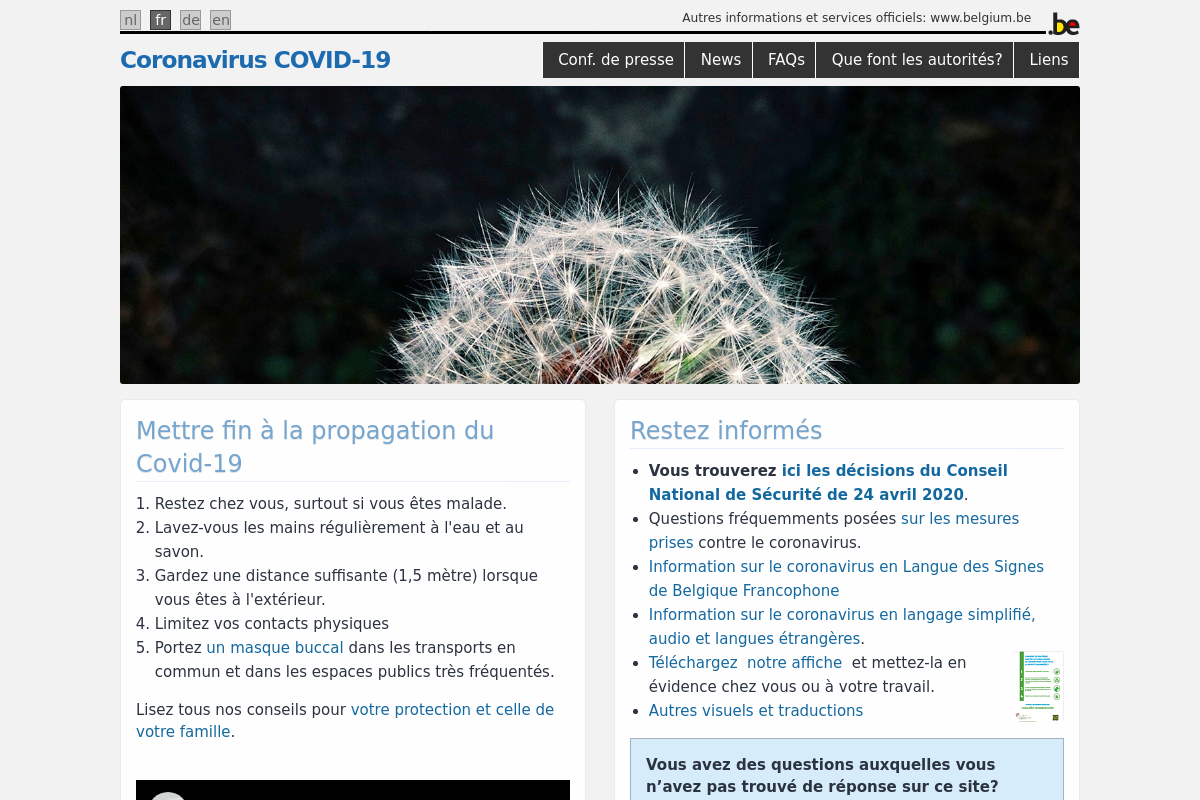 nl fr de en
Autres informations et services officiels: www.belgium.be
.be
Coronavirus COVID-19
Conf. de presse News FAQs Que font les autorités? Liens
Mettre fin à la propagation du
Covid-19
1. Restez chez vous, surtout si vous êtes malade.
2. Lavez-vous les mains régulièrement à l'eau et au
savon.
3. Gardez une distance suffisante (1,5 mètre) lorsque
vous êtes à l'extérieur.
4. Limitez vos contacts physiques
5. Portez un masque buccal dans les transports en
commun et dans les espaces publics très fréquentés.
Lisez tous nos conseils pour votre protection et celle de
votre famille.
Restez informés
• Vous trouverez ici les décisions du Conseil
National de Sécurité de 24 avril 2020.
• Questions fréquemments posées sur les mesures
prises contre le coronavirus.
• Information sur le coronavirus en Langue des Signes
de Belgique Francophone
• Information sur le coronavirus en langage simplifié,
audio et langues étrangères.
• Téléchargez notre affiche et mettez-la en
évidence chez vous ou à votre travail.
• Autres visuels et traductions
Vous avez des questions auxquelles vous
n’avez pas trouvé de réponse sur ce site?